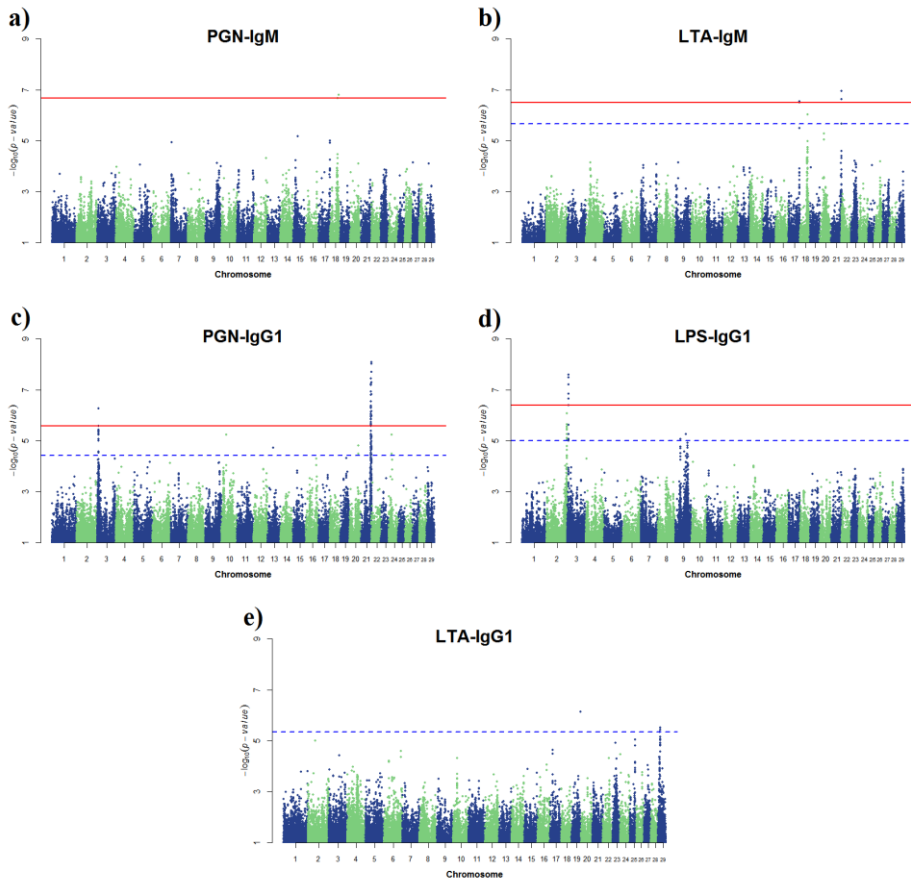 a)
PGN-IgM
9
7
5
3
1
−log10(p − value)
1 2 3 4 5 6 7 8 9 10 11 12 13 14 15 16 17 18 19 20 21 22 23 24 25 26 27 28 29
Chromosome
b)
LTA-IgM
9
7
5
3
1
−log10(p − value)
1 2 3 4 5 6 7 8 9 10 11 12 13 14 15 16 17 18 19 20 21 22 23 24 25 26 27 28 29
Chromosome
c)
PGN-IgG1
9
7
5
3
1
−log10(p − value)
1 2 3 4 5 6 7 8 9 10 11 12 13 14 15 16 17 18 19 20 21 22 23 24 25 26 27 28 29
Chromosome
d)
LPS-IgG1
9
7
5
3
1
−log10(p − value)
1 2 3 4 5 6 7 8 9 10 11 12 13 14 15 16 17 18 19 20 21 22 23 24 25 26 27 28 29
Chromosome
e)
LTA-IgG1
9
7
5
3
1
−log10(p − value)
1 2 3 4 5 6 7 8 9 10 11 12 13 14 15 16 17 18 19 20 21 22 23 24 25 26 27 28 29
Chromosome